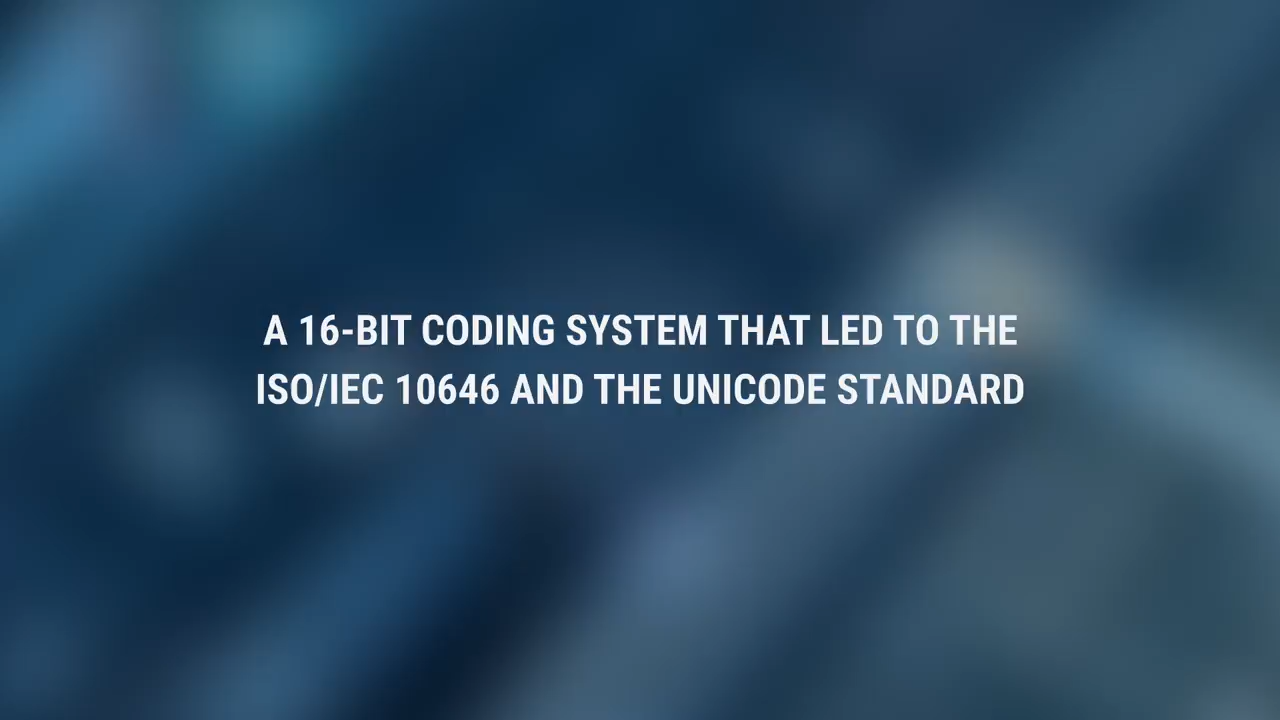 A 16-BIT CODING SYSTEM THAT LED TO THE
ISO/IEC 10646 AND THE UNICODE STANDARD